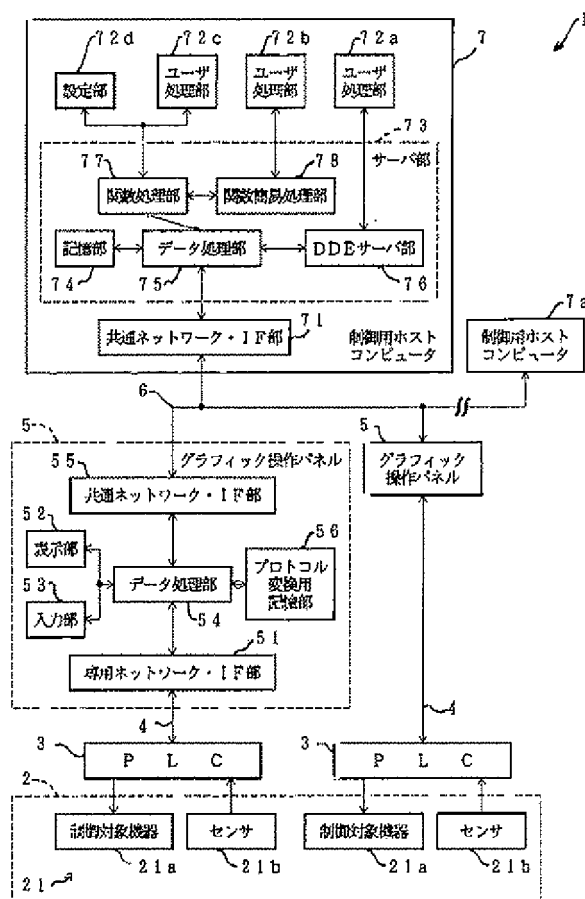 1
72d 72c 72b 72a 7
設定部 ユーザ処理部 ユーザ処理部 ユーザ処理部
73
77 78 サーバ部
関数処理部 関数簡易処理部
記憶部 データ処理部 DDEサーバ部
74 75 76
71 7a
共通ネットワーク・IF部 制御用ホストコンピュータ 制御用ホストコンピュータ
6
5 グラフィック操作パネル 5
55 グラフィック操作パネル
共通ネットワーク・IF部
52 56
表示部 プロトコル変換用記憶部
53 データ処理部
入力部 54
51
専用ネットワーク・IF部
4 4
3 3
PLC PLC
2
制御対象機器 センサ 制御対象機器 センサ
21 21a 21b 21a 21b